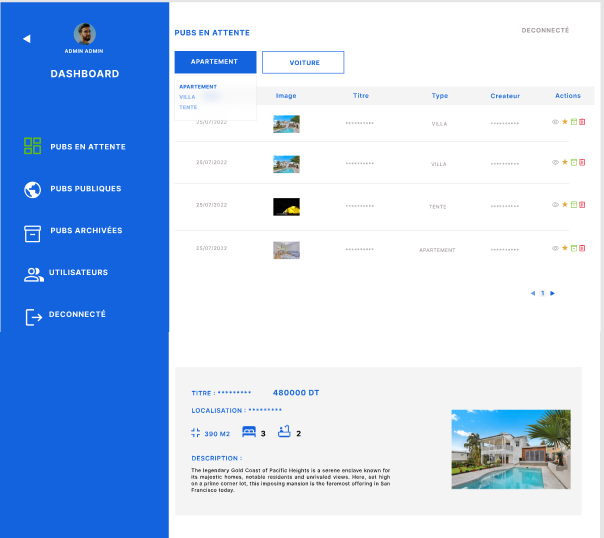 ADMIN ADMIN
DASHBOARD
PUBS EN ATTENTE
PUBS PUBLIQUES
PUBS ARCHIVÉES
UTILISATEURS
DECONNECTÉ
PUBS EN ATTENTE
DECONNECTÉ
APARTEMENT
VOITURE
APARTEMENT
VILLA
TENTE
Image Titre Type Createur Actions
25/07/2022 ********** VILLA **********
25/07/2022 ********** VILLA **********
25/07/2022 ********** TENTE **********
25/07/2022 ********** APARTEMENT **********
1
TITRE : ********* 480000 DT
LOCALISATION : *********
390 M2 3 2
DESCRIPTION :
The legendary Gold Coast of Pacific Heights is a serene enclave known for
its majestic homes, notable residents and unrivaled views. Here, sat high
on a prime corner lot, this imposing mansion is the foremost offering in San
Francisco today.